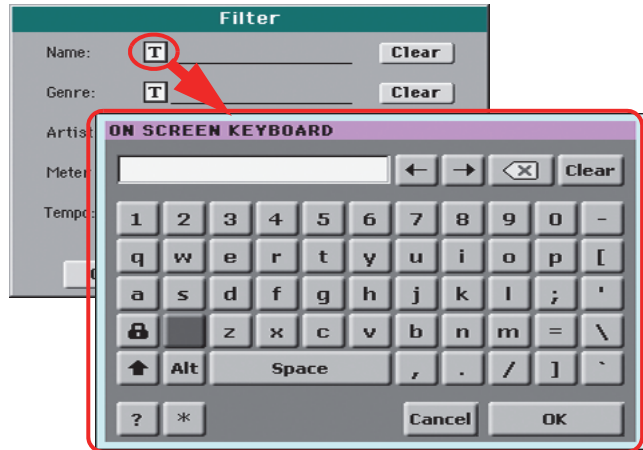 Filter
Name: T Clear
Genre: T Clear
Artist
Meter
Tempo:
ON SCREEN KEYBOARD
← → ⌫ Clear
1 2 3 4 5 6 7 8 9 0 -
q w e r t y u i o p [
a s d f g h j k l ; '
z x c v b n m = \
Alt Space , . / ] `
? *
Cancel OK